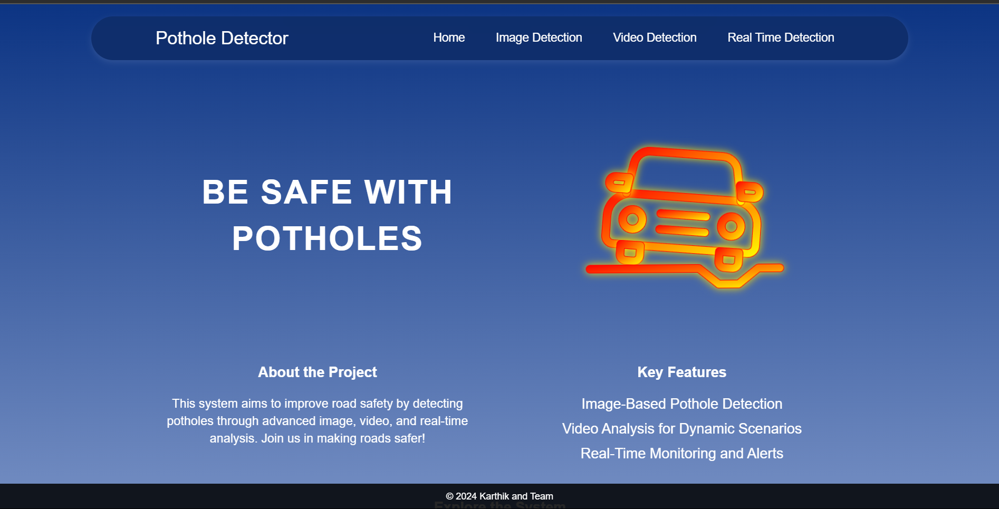 Pothole Detector
Home
Image Detection
Video Detection
Real Time Detection
BE SAFE WITH
POTHOLES
About the Project
This system aims to improve road safety by detecting
potholes through advanced image, video, and real-time
analysis. Join us in making roads safer!
Key Features
Image-Based Pothole Detection
Video Analysis for Dynamic Scenarios
Real-Time Monitoring and Alerts
© 2024 Karthik and Team
Explore the System